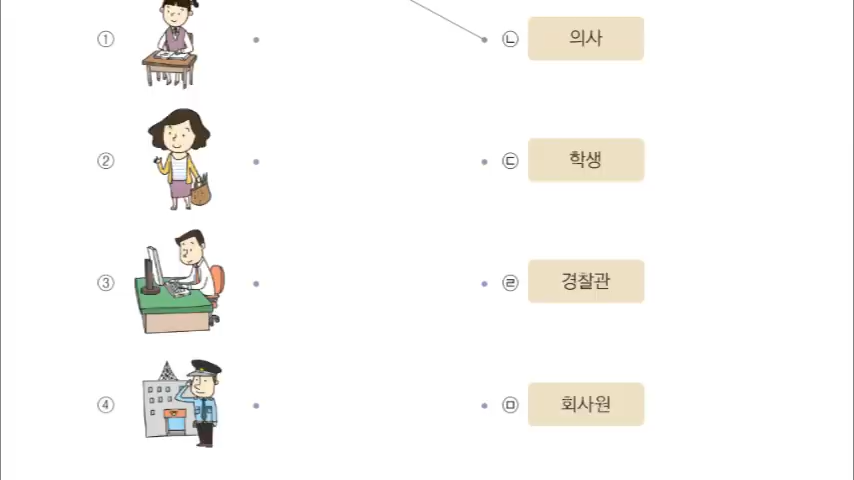 ① ㉡ 의사
② ㉢ 학생
③ ㉣ 경찰관
④ ㉤ 회사원